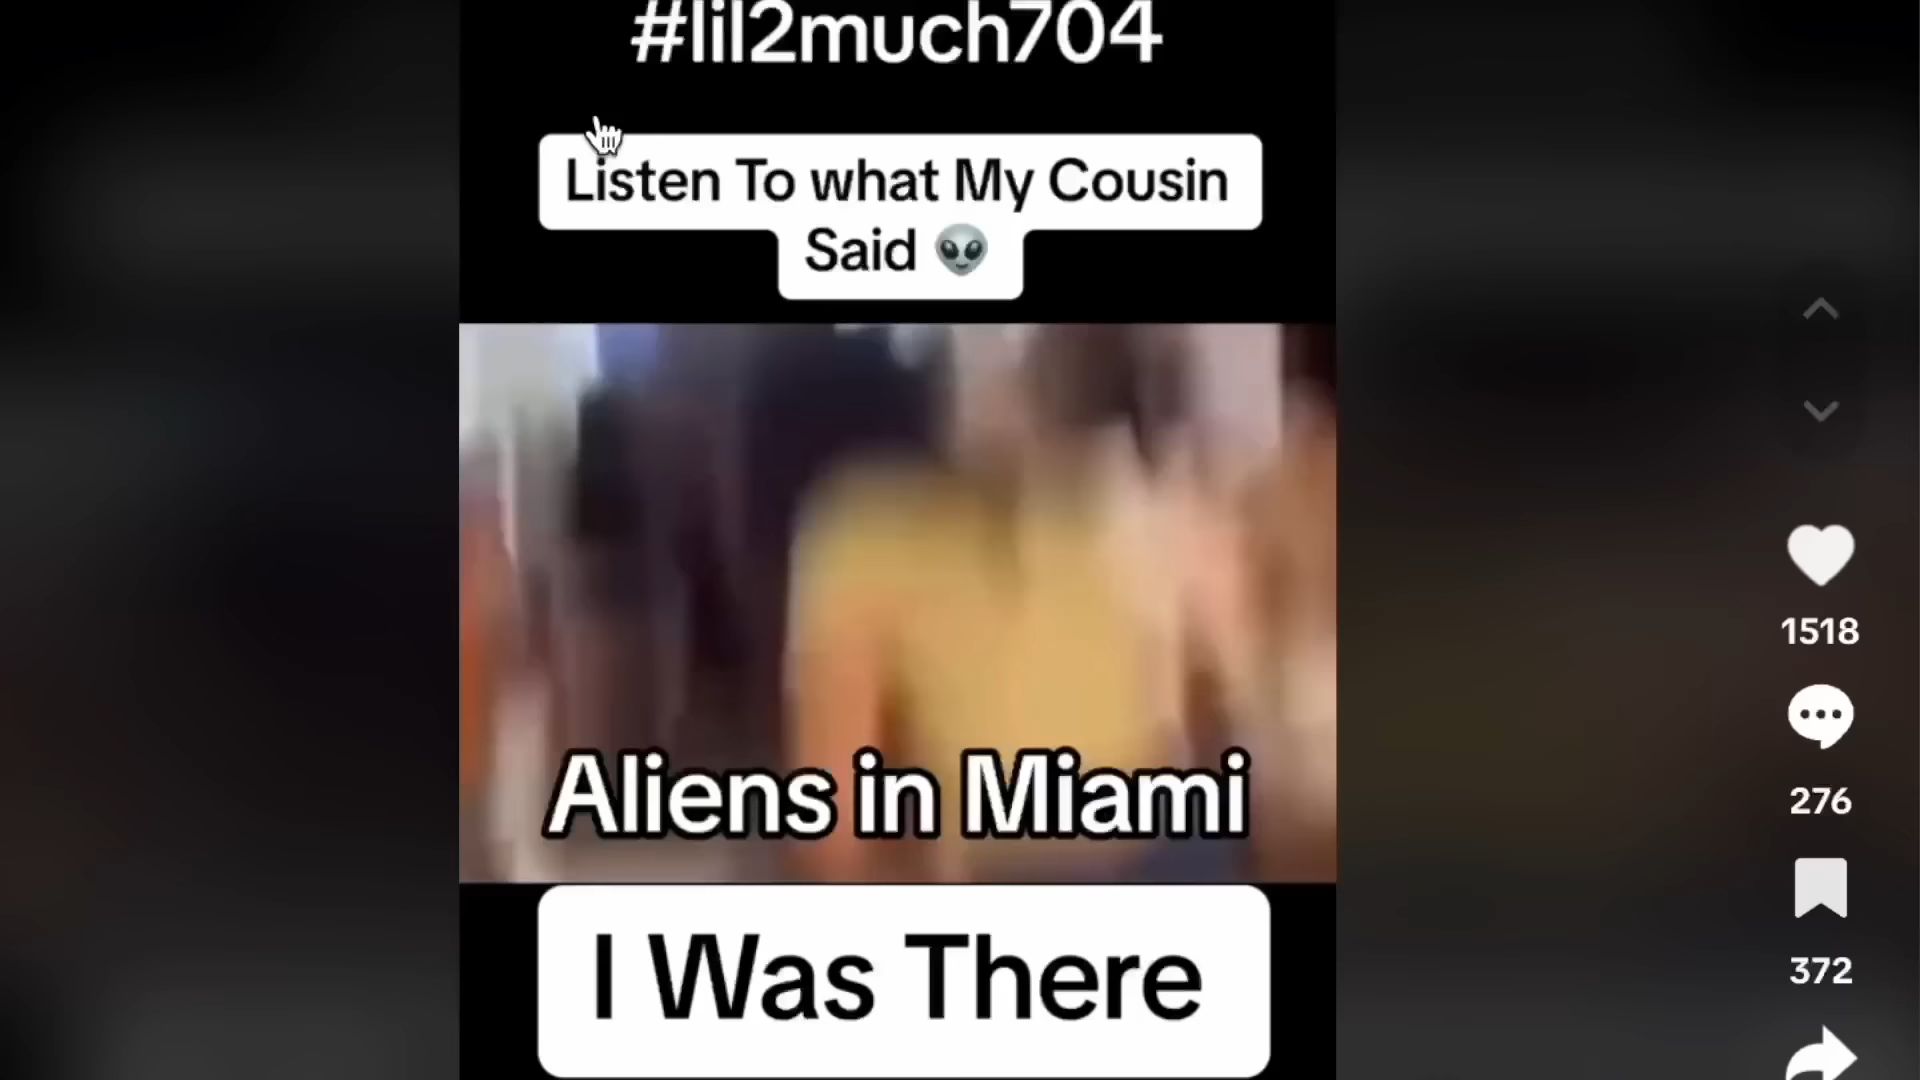 #lil2much704
Listen To what My Cousin
Said 👽
Aliens in Miami
I Was There
1518
276
372